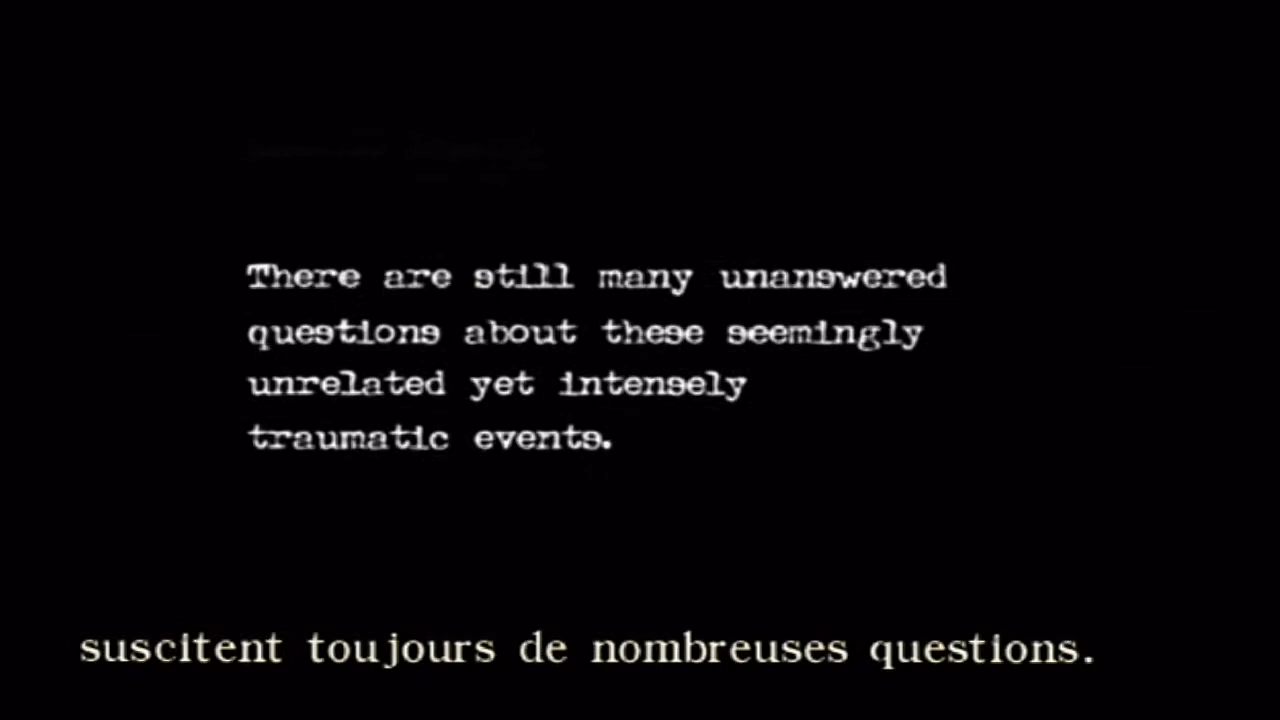 There are still many unanswered
questions about these seemingly
unrelated yet intensely
traumatic events.
suscitent toujours de nombreuses questions.